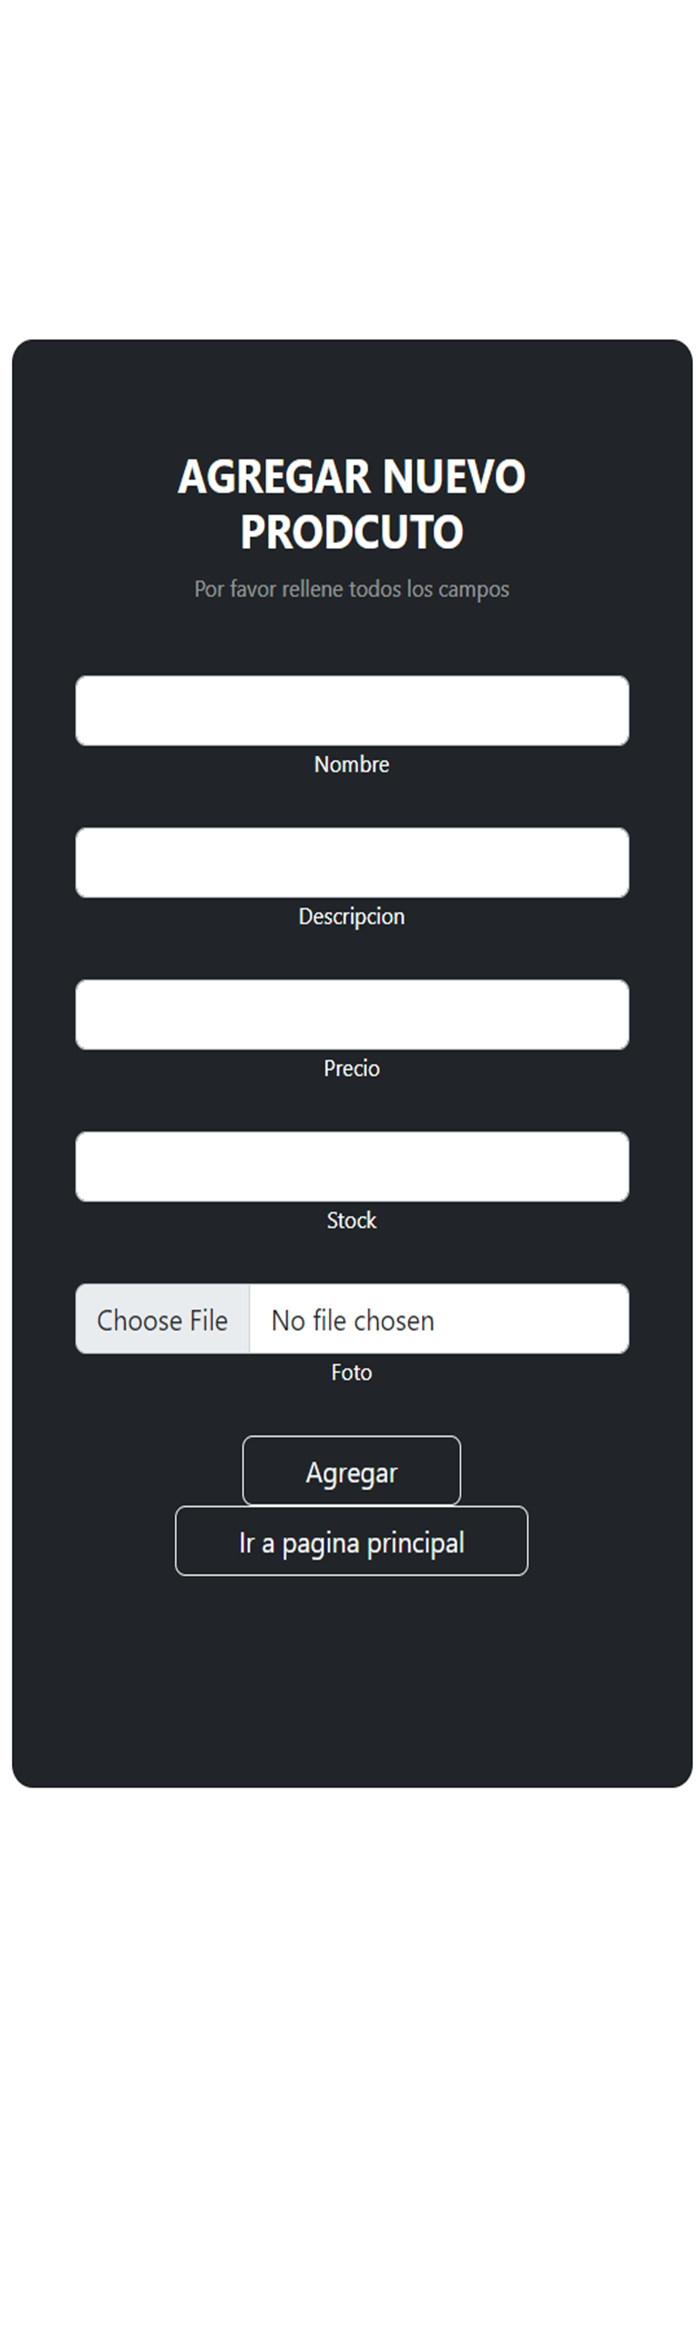 AGREGAR NUEVO
PRODCUTO
Por favor rellene todos los campos
Nombre
Descripcion
Precio
Stock
Choose File No file chosen
Foto
Agregar
Ir a pagina principal